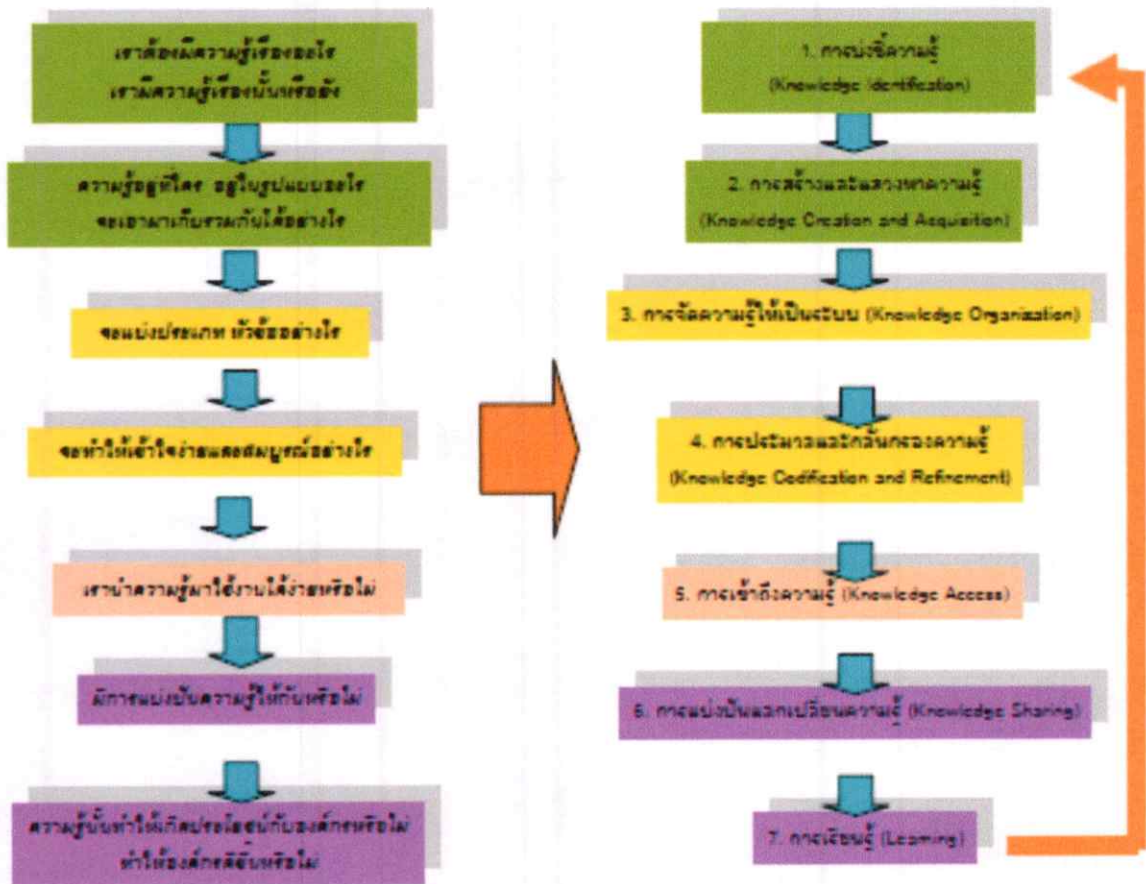 เราต้องมีความรู้เรื่องอะไร
เรามีความรู้เรื่องนั้นหรือยัง
ความรู้อยู่ที่ใคร อยู่ในรูปแบบอะไร
จะเอามาเก็บรวมกันได้อย่างไร
จะแบ่งประเภท หัวข้ออย่างไร
จะทำให้เข้าใจง่ายและสมบูรณ์อย่างไร
เรานำความรู้มาใช้งานได้ง่ายหรือไม่
มีการแบ่งปันความรู้ให้กันหรือไม่
ความรู้นั้นทำให้เกิดประโยชน์กับองค์กรหรือไม่
ทำให้องค์กรดีขึ้นหรือไม่
1. การบ่งชี้ความรู้
(Knowledge Identification)
2. การสร้างและแสวงหาความรู้
(Knowledge Creation and Acquisition)
3. การจัดความรู้ให้เป็นระบบ (Knowledge Organization)
4. การประมวลและกลั่นกรองความรู้
(Knowledge Codification and Refinement)
5. การเข้าถึงความรู้ (Knowledge Access)
6. การแบ่งปันแลกเปลี่ยนความรู้ (Knowledge Sharing)
7. การเรียนรู้ (Learning)